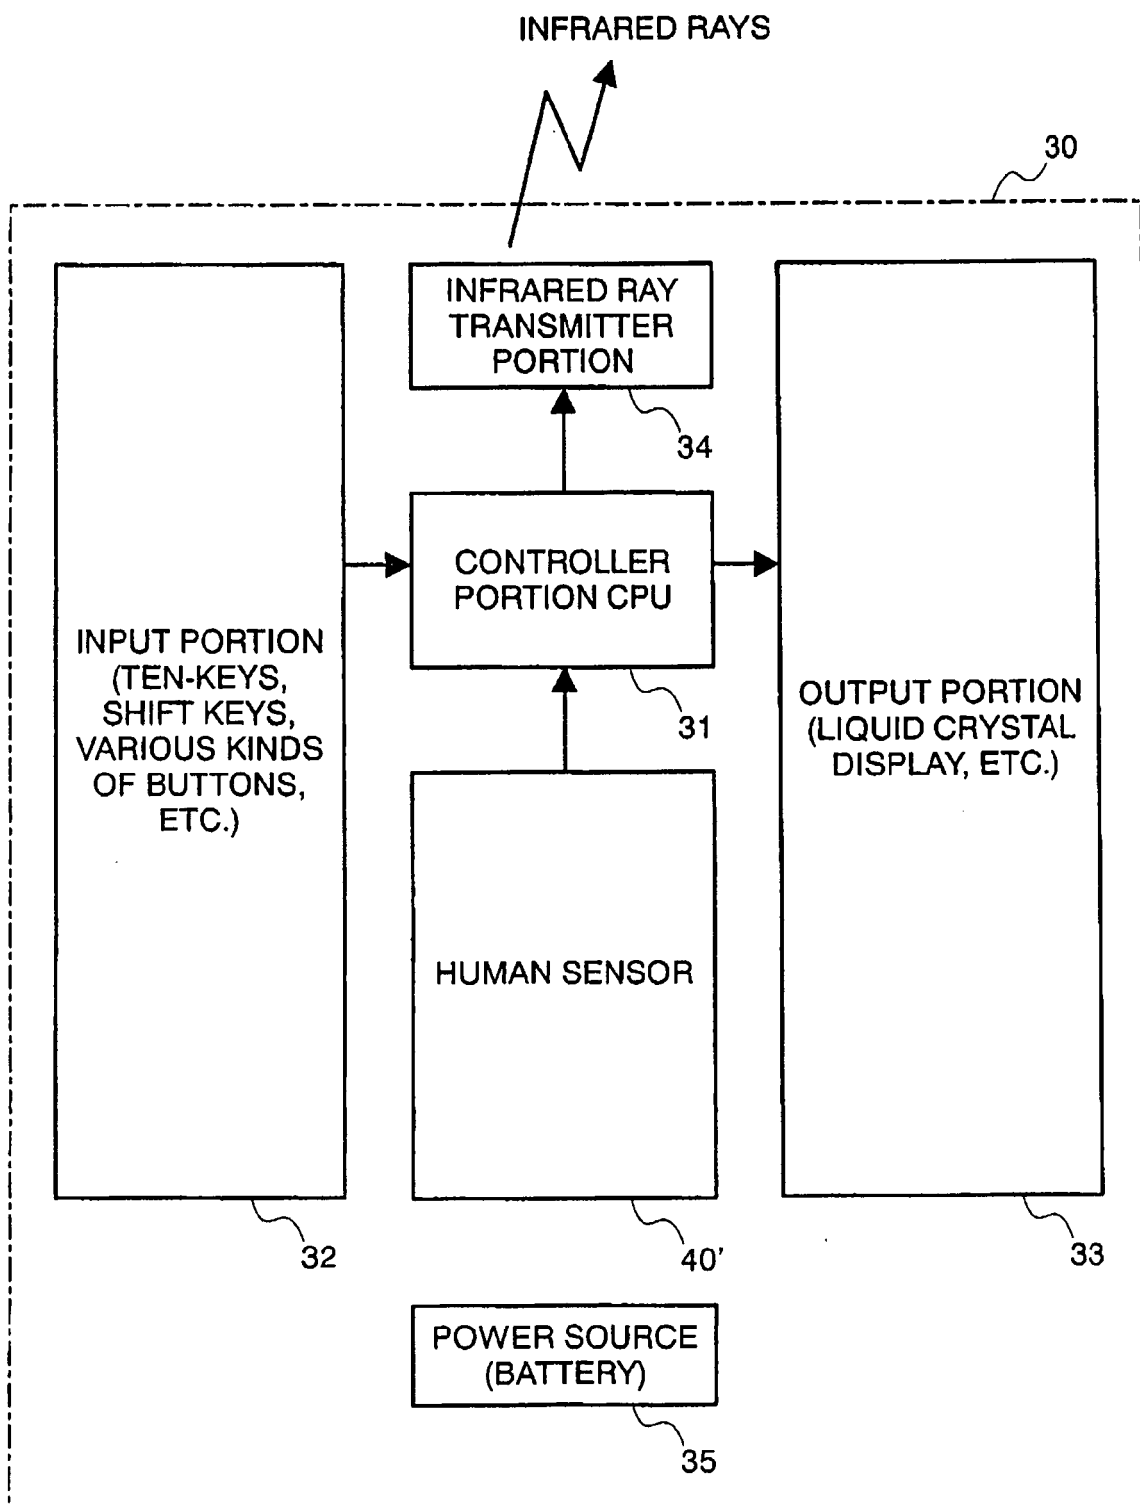 INFRARED RAYS
30
INFRARED RAY
TRANSMITTER
PORTION
34
CONTROLLER
PORTION CPU
31
INPUT PORTION
(TEN-KEYS,
SHIFT KEYS,
VARIOUS KINDS
OF BUTTONS,
ETC.)
32
HUMAN SENSOR
40'
OUTPUT PORTION
(LIQUID CRYSTAL
DISPLAY, ETC.)
33
POWER SOURCE
(BATTERY)
35